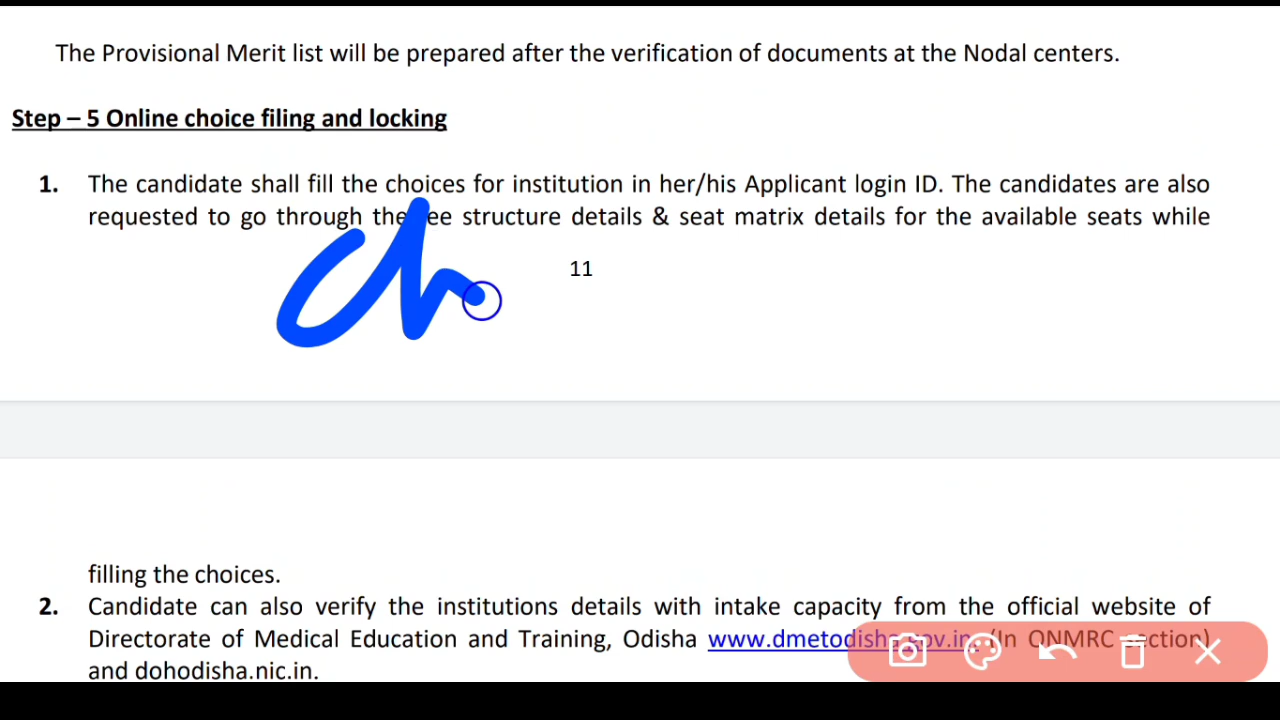 The Provisional Merit list will be prepared after the verification of documents at the Nodal centers.
Step – 5 Online choice filing and locking
1. The candidate shall fill the choices for institution in her/his Applicant login ID. The candidates are also
requested to go through the fee structure details & seat matrix details for the available seats while
ch
11
filling the choices.
2. Candidate can also verify the institutions details with intake capacity from the official website of
Directorate of Medical Education and Training, Odisha www.dmetodisha.gov.in. (In ONMRC section)
and dohodisha.nic.in.